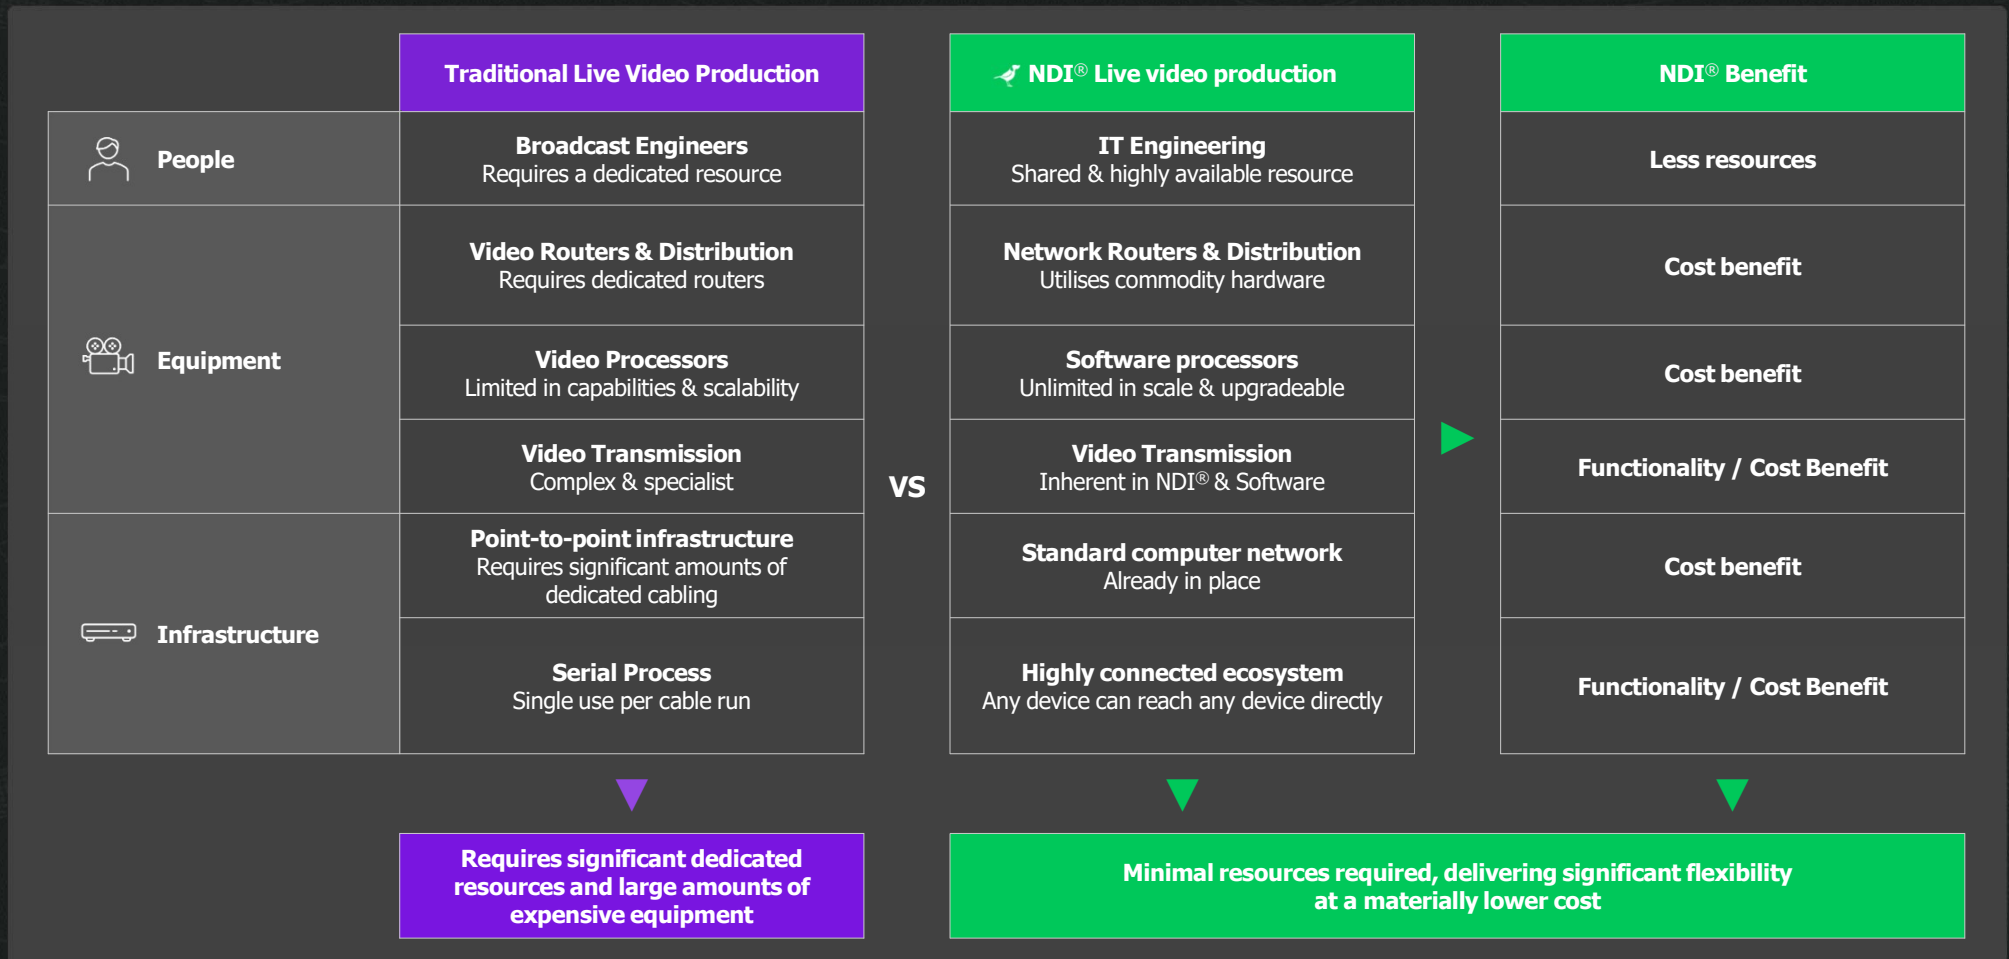 Traditional Live Video Production
NDI® Live video production
NDI® Benefit
People
Broadcast Engineers
Requires a dedicated resource
IT Engineering
Shared & highly available resource
Less resources
Equipment
Video Routers & Distribution
Requires dedicated routers
Network Routers & Distribution
Utilises commodity hardware
Cost benefit
Video Processors
Limited in capabilities & scalability
Software processors
Unlimited in scale & upgradeable
Cost benefit
Video Transmission
Complex & specialist
VS
Video Transmission
Inherent in NDI® & Software
Functionality / Cost Benefit
Infrastructure
Point-to-point infrastructure
Requires significant amounts of
dedicated cabling
Standard computer network
Already in place
Cost benefit
Serial Process
Single use per cable run
Highly connected ecosystem
Any device can reach any device directly
Functionality / Cost Benefit
Requires significant dedicated
resources and large amounts of
expensive equipment
Minimal resources required, delivering significant flexibility
at a materially lower cost